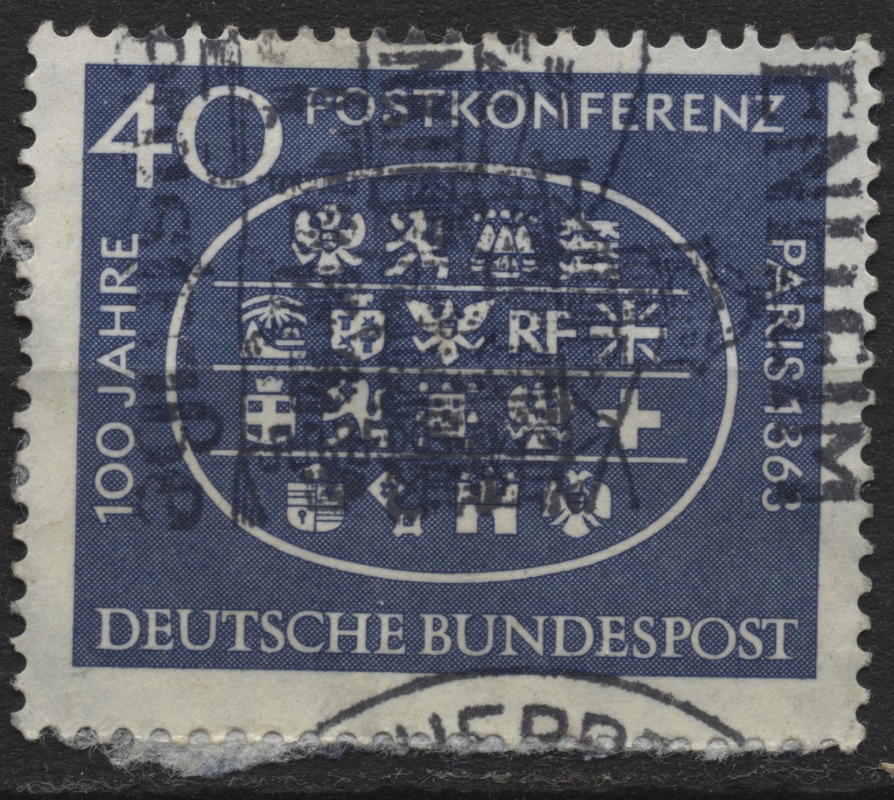 40
POSTKONFERENZ
100 JAHRE
PARIS 1863
RF
DEUTSCHE BUNDESPOST